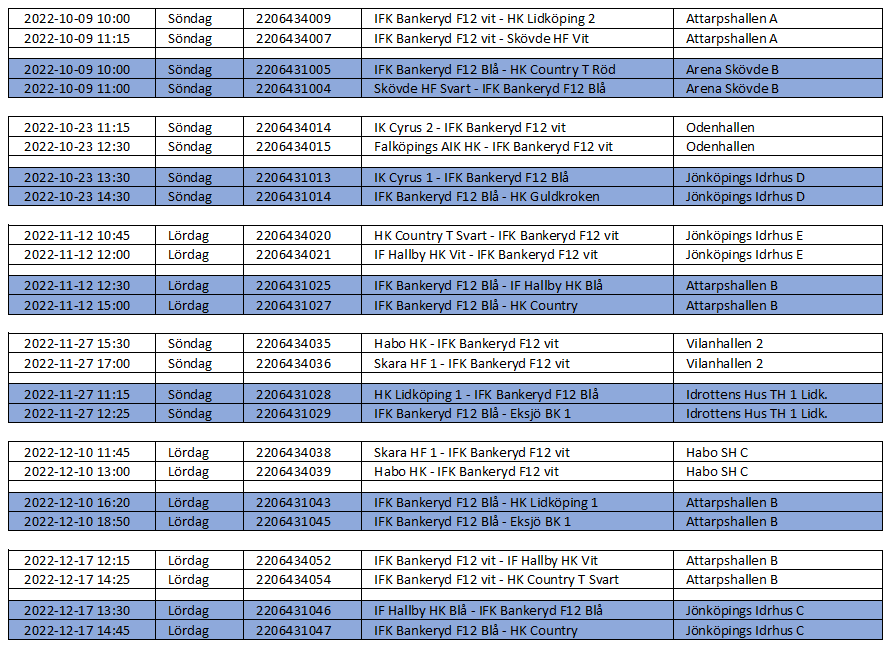 2022-10-09 10:00 Söndag 2206434009 IFK Bankeryd F12 vit - HK Lidköping 2 Attarpshallen A
2022-10-09 11:15 Söndag 2206434007 IFK Bankeryd F12 vit - Skövde HF Vit Attarpshallen A
2022-10-09 10:00 Söndag 2206431005 IFK Bankeryd F12 Blå - HK Country T Röd Arena Skövde B
2022-10-09 11:00 Söndag 2206431004 Skövde HF Svart - IFK Bankeryd F12 Blå Arena Skövde B
2022-10-23 11:15 Söndag 2206434014 IK Cyrus 2 - IFK Bankeryd F12 vit Odenhallen
2022-10-23 12:30 Söndag 2206434015 Falköpings AIK HK - IFK Bankeryd F12 vit Odenhallen
2022-10-23 13:30 Söndag 2206431013 IK Cyrus 1 - IFK Bankeryd F12 Blå Jönköpings Idrhus D
2022-10-23 14:30 Söndag 2206431014 IFK Bankeryd F12 Blå - HK Guldkroken Jönköpings Idrhus D
2022-11-12 10:45 Lördag 2206434020 HK Country T Svart - IFK Bankeryd F12 vit Jönköpings Idrhus E
2022-11-12 12:00 Lördag 2206434021 IF Hallby HK Vit - IFK Bankeryd F12 vit Jönköpings Idrhus E
2022-11-12 12:30 Lördag 2206431025 IFK Bankeryd F12 Blå - IF Hallby HK Blå Attarpshallen B
2022-11-12 15:00 Lördag 2206431027 IFK Bankeryd F12 Blå - HK Country Attarpshallen B
2022-11-27 15:30 Söndag 2206434035 Habo HK - IFK Bankeryd F12 vit Vilanhallen 2
2022-11-27 17:00 Söndag 2206434036 Skara HF 1 - IFK Bankeryd F12 vit Vilanhallen 2
2022-11-27 11:15 Söndag 2206431028 HK Lidköping 1 - IFK Bankeryd F12 Blå Idrottens Hus TH 1 Lidk.
2022-11-27 12:25 Söndag 2206431029 IFK Bankeryd F12 Blå - Eksjö BK 1 Idrottens Hus TH 1 Lidk.
2022-12-10 11:45 Lördag 2206434038 Skara HF 1 - IFK Bankeryd F12 vit Habo SH C
2022-12-10 13:00 Lördag 2206434039 Habo HK - IFK Bankeryd F12 vit Habo SH C
2022-12-10 16:20 Lördag 2206431043 IFK Bankeryd F12 Blå - HK Lidköping 1 Attarpshallen B
2022-12-10 18:50 Lördag 2206431045 IFK Bankeryd F12 Blå - Eksjö BK 1 Attarpshallen B
2022-12-17 12:15 Lördag 2206434052 IFK Bankeryd F12 vit - IF Hallby HK Vit Attarpshallen B
2022-12-17 14:25 Lördag 2206434054 IFK Bankeryd F12 vit - HK Country T Svart Attarpshallen B
2022-12-17 13:30 Lördag 2206431046 IF Hallby HK Blå - IFK Bankeryd F12 Blå Jönköpings Idrhus C
2022-12-17 14:45 Lördag 2206431047 IFK Bankeryd F12 Blå - HK Country Jönköpings Idrhus C